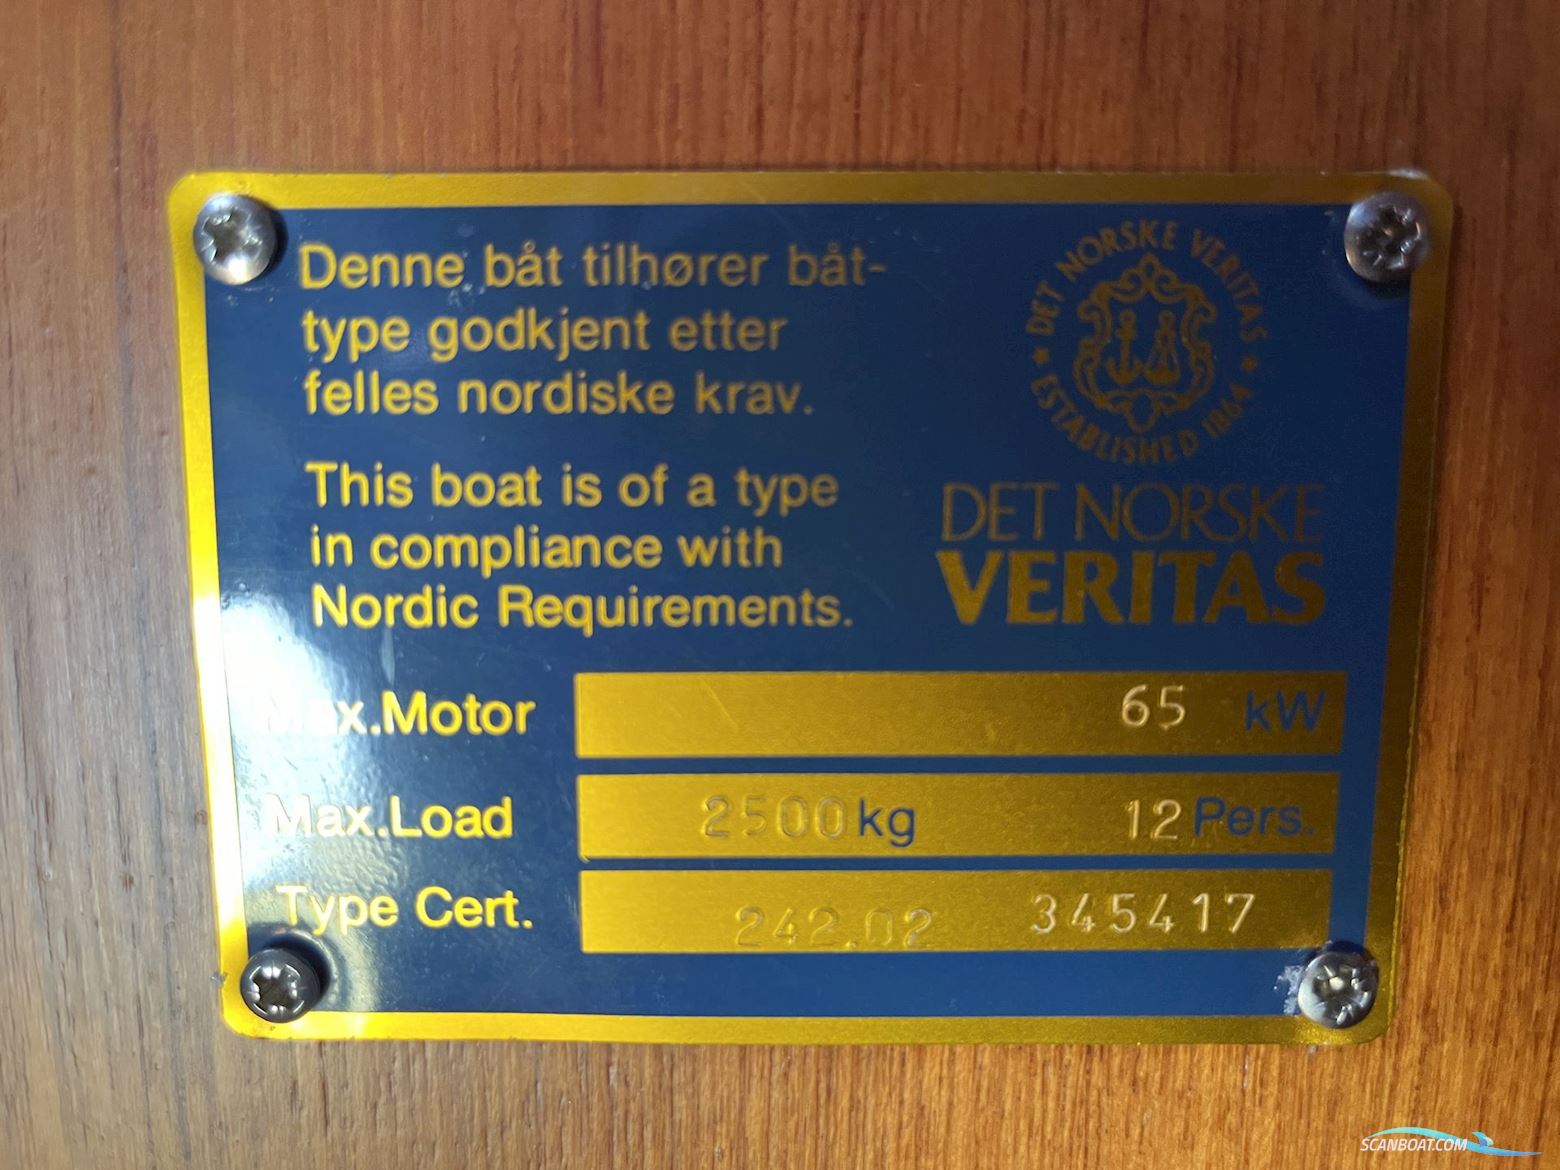 Denne båt tilhører båt-
type godkjent etter
felles nordiske krav.
This boat is of a type
in compliance with
Nordic Requirements.
DET NORSKE VERITAS
ESTABLISHED 1864
DET NORSKE
VERITAS
Max.Motor 65 kW
Max.Load 2500 kg 12 Pers.
Type Cert. 242.02 345417
SCANBOAT.COM